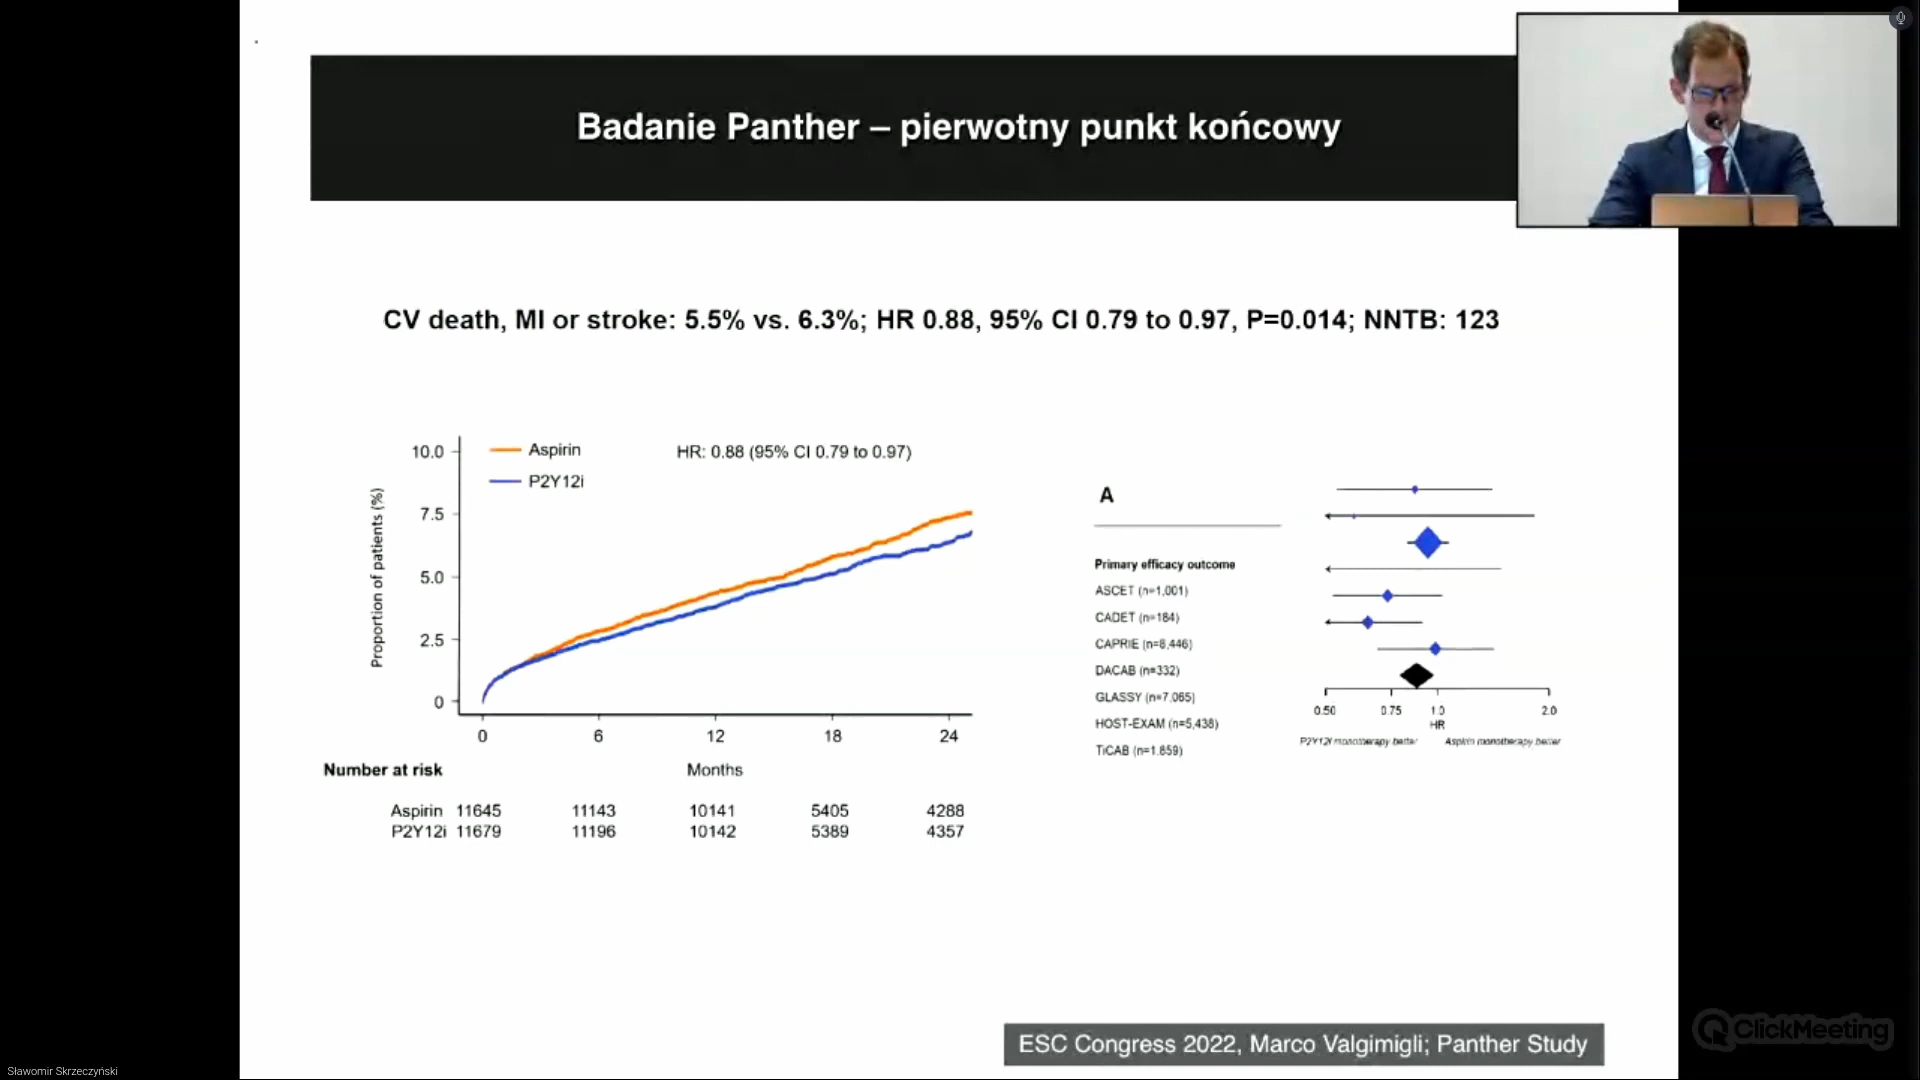 Badanie Panther – pierwotny punkt końcowy
CV death, MI or stroke: 5.5% vs. 6.3%; HR 0.88, 95% CI 0.79 to 0.97, P=0.014; NNTB: 123
Aspirin
P2Y12i
HR: 0.88 (95% CI 0.79 to 0.97)
Proportion of patients (%)
10.0
7.5
5.0
2.5
0
0 6 12 18 24
Number at risk
Months
Aspirin 11645 11143 10141 5405 4288
P2Y12i 11679 11196 10142 5389 4357
A
Primary efficacy outcome
ASCET (n=1,001)
CADET (n=184)
CAPRIE (n=8,446)
DACAB (n=332)
GLASSY (n=7,065)
HOST-EXAM (n=5,438)
TiCAB (n=1,859)
0.50 0.75 1.0 2.0
HR
P2Y12i monotherapy better Aspirin monotherapy better
ESC Congress 2022, Marco Valgimigli; Panther Study
ClickMeeting
Sławomir Skrzeczyński